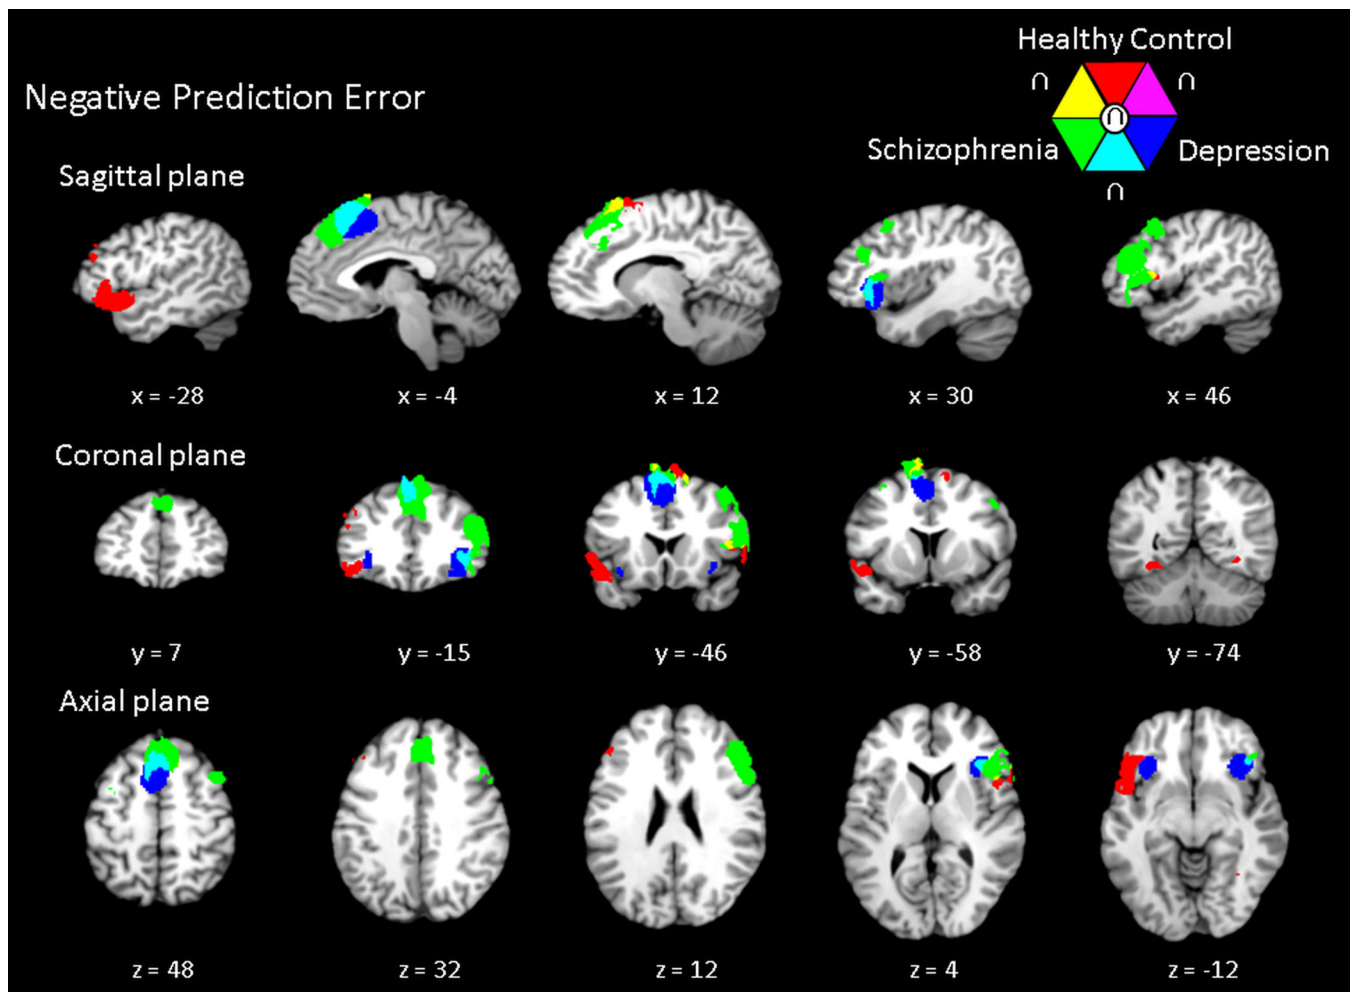 Healthy Control
∩ ∩
Negative Prediction Error
∩
Schizophrenia Depression
∩
Sagittal plane
x = -28 x = -4 x = 12 x = 30 x = 46
Coronal plane
y = 7 y = -15 y = -46 y = -58 y = -74
Axial plane
z = 48 z = 32 z = 12 z = 4 z = -12